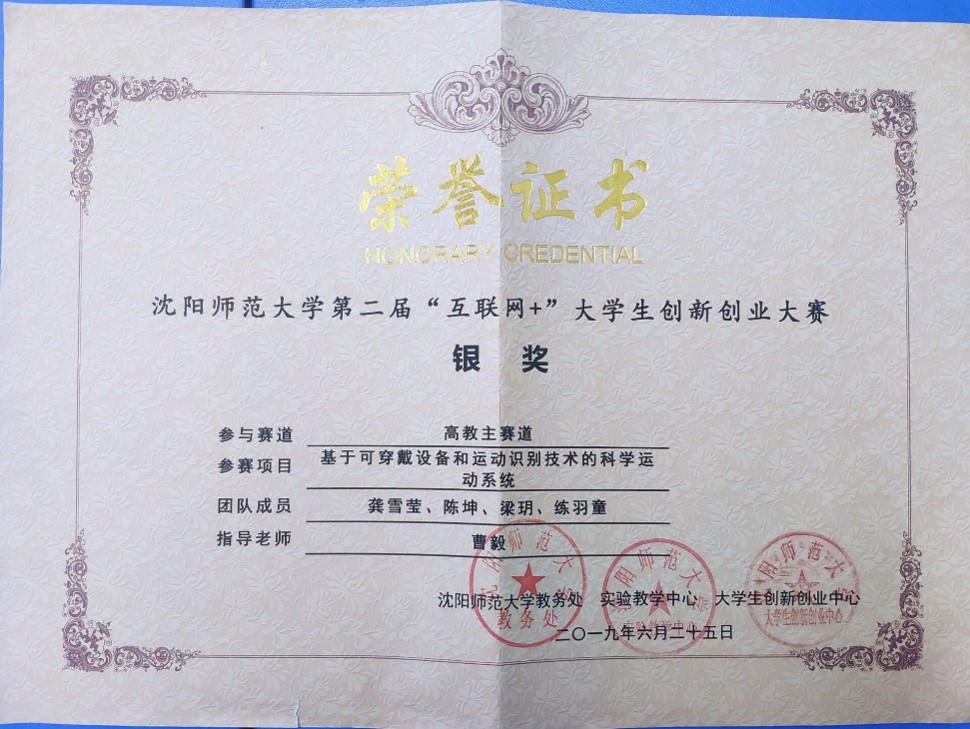 荣誉证书
HONORARY CREDENTIAL
沈阳师范大学第二届“互联网+”大学生创新创业大赛
银 奖
参与赛道 高教主赛道
参赛项目 基于可穿戴设备和运动识别技术的科学运
动系统
团队成员 龚雪莹、陈坤、梁玥、练羽童
指导老师 曹毅
沈阳师范大学教务处 实验教学中心 大学生创新创业中心
二〇一九年六月二十五日
沈阳师范大学
教务处
沈阳师范大学
实验教学中心
沈阳师范大学
大学生创新创业中心